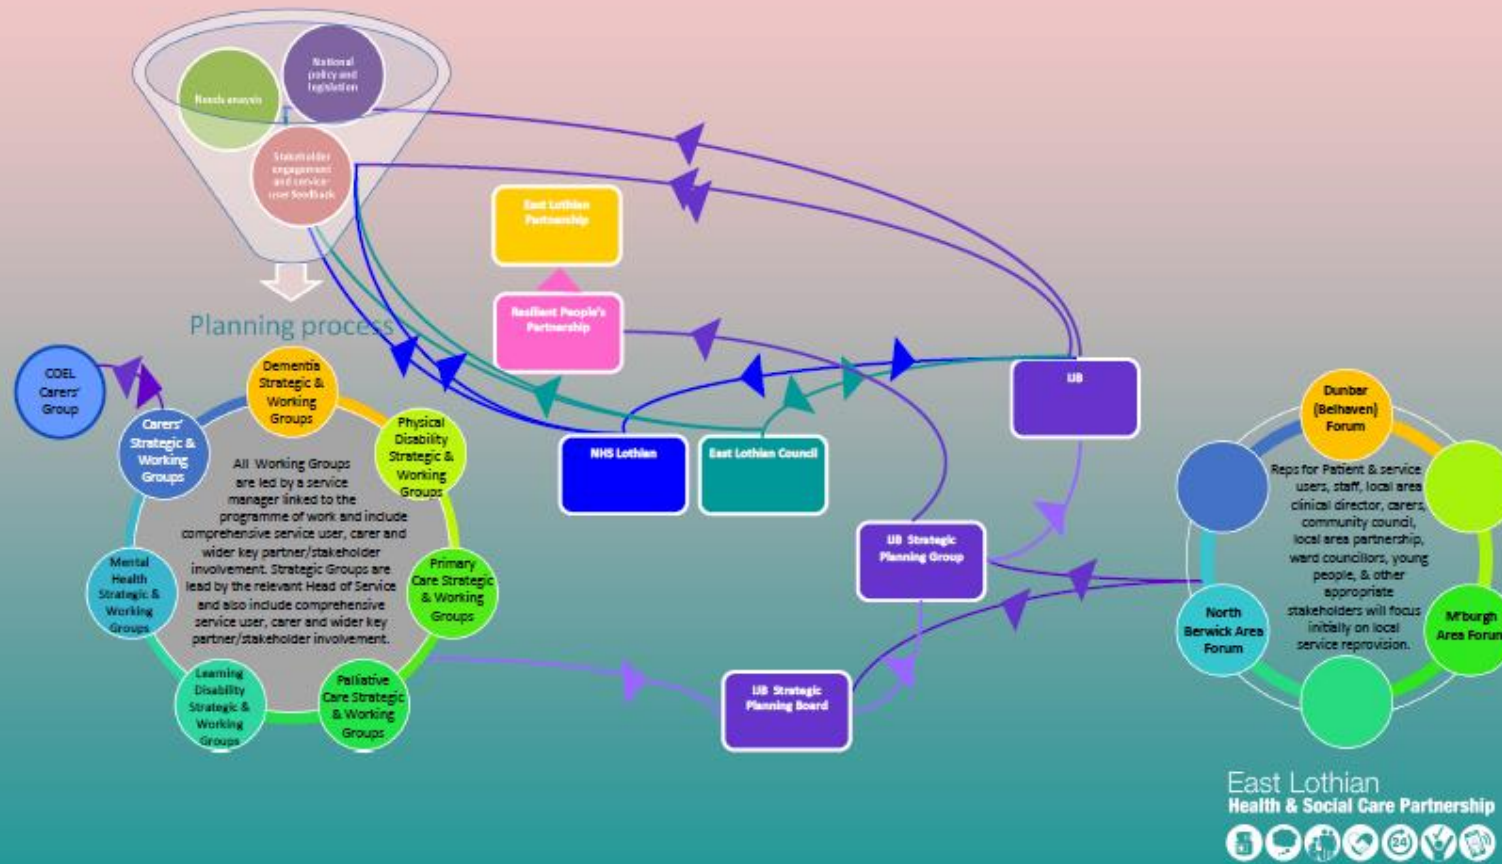 National
policy and
legislation
Needs anaysis
Stakeholder
engagement
and service-
user feedback
Planning process
East Lothian
Partnership
Resilient People's
Partnership
COEL
Carers'
Group
Dementia
Strategic &
Working
Groups
Carers'
Strategic &
Working
Groups
Physical
Disability
Strategic &
Working
Groups
All Working Groups
are led by a service
manager linked to the
programme of work and include
comprehensive service user, carer and
wider key partner/stakeholder
involvement. Strategic Groups are
lead by the relevant Head of Service
and also include comprehensive
service user, carer and wider key
partner/stakeholder involvement.
Mental
Health
Strategic &
Working
Groups
Primary
Care Strategic
& Working
Groups
Learning
Disability
Strategic &
Working
Groups
Palliative
Care Strategic
& Working
Groups
NHS Lothian
East Lothian Council
IJB
IJB Strategic
Planning Group
IJB Strategic
Planning Board
Dunbar
(Belhaven)
Forum
Reps for Patient & service
users, staff, local area
clinical director, carers,
community council,
local area partnership,
ward councillors, young
people, & other
appropriate
stakeholders will focus
initially on local
service reprovision.
North
Berwick Area
Forum
M'burgh
Area Forum
East Lothian
Health & Social Care Partnership
24